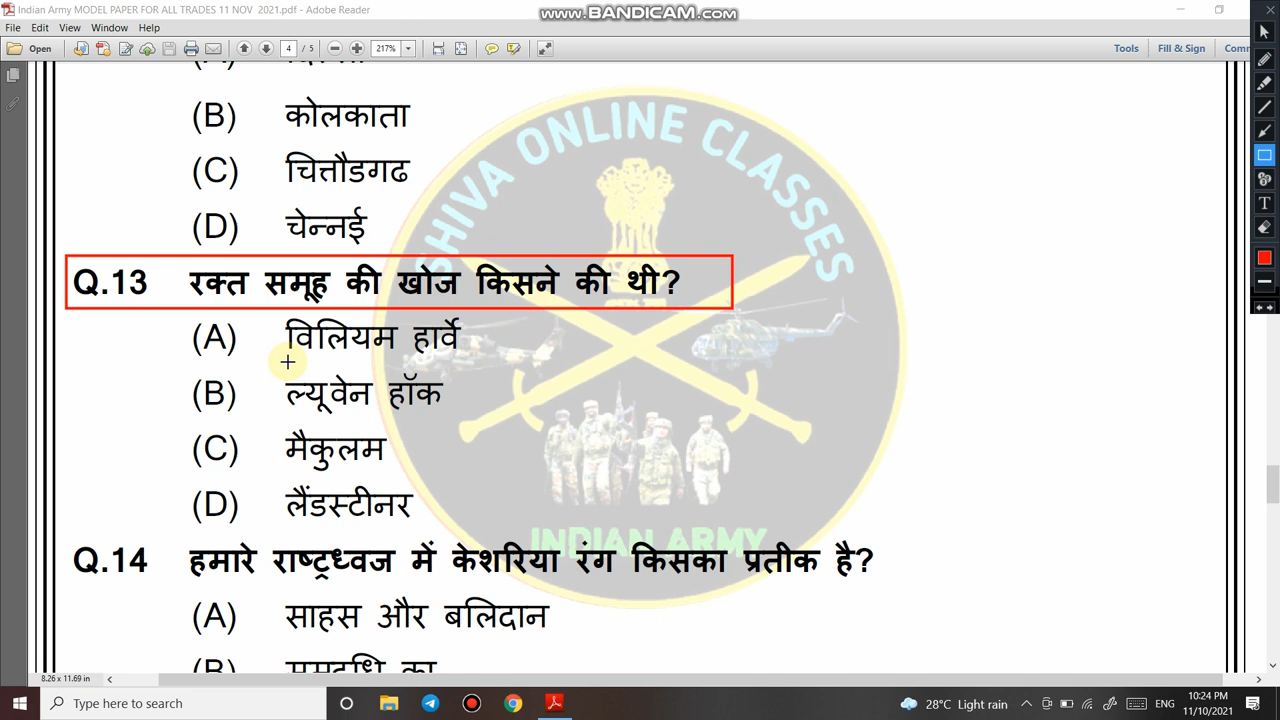 Indian Army MODEL PAPER FOR ALL TRADES 11 NOV 2021.pdf - Adobe Reader
www.BANDICAM.com
File Edit View Window Help
Open 4 / 5 217% Tools Fill & Sign
(B) कोलकाता
(C) चित्तौडगढ
(D) चेन्नई
Q.13 रक्त समूह की खोज किसने की थी?
(A) विलियम हार्वे
(B) ल्यूवेन हॉक
(C) मैकुलम
(D) लैंडस्टीनर
Q.14 हमारे राष्ट्रध्वज में केशरिया रंग किसका प्रतीक है?
(A) साहस और बलिदान
SHIVA ONLINE CLASSES
INDIAN ARMY
8.26 x 11.69 in
Type here to search
28°C Light rain ENG 10:24 PM
11/10/2021